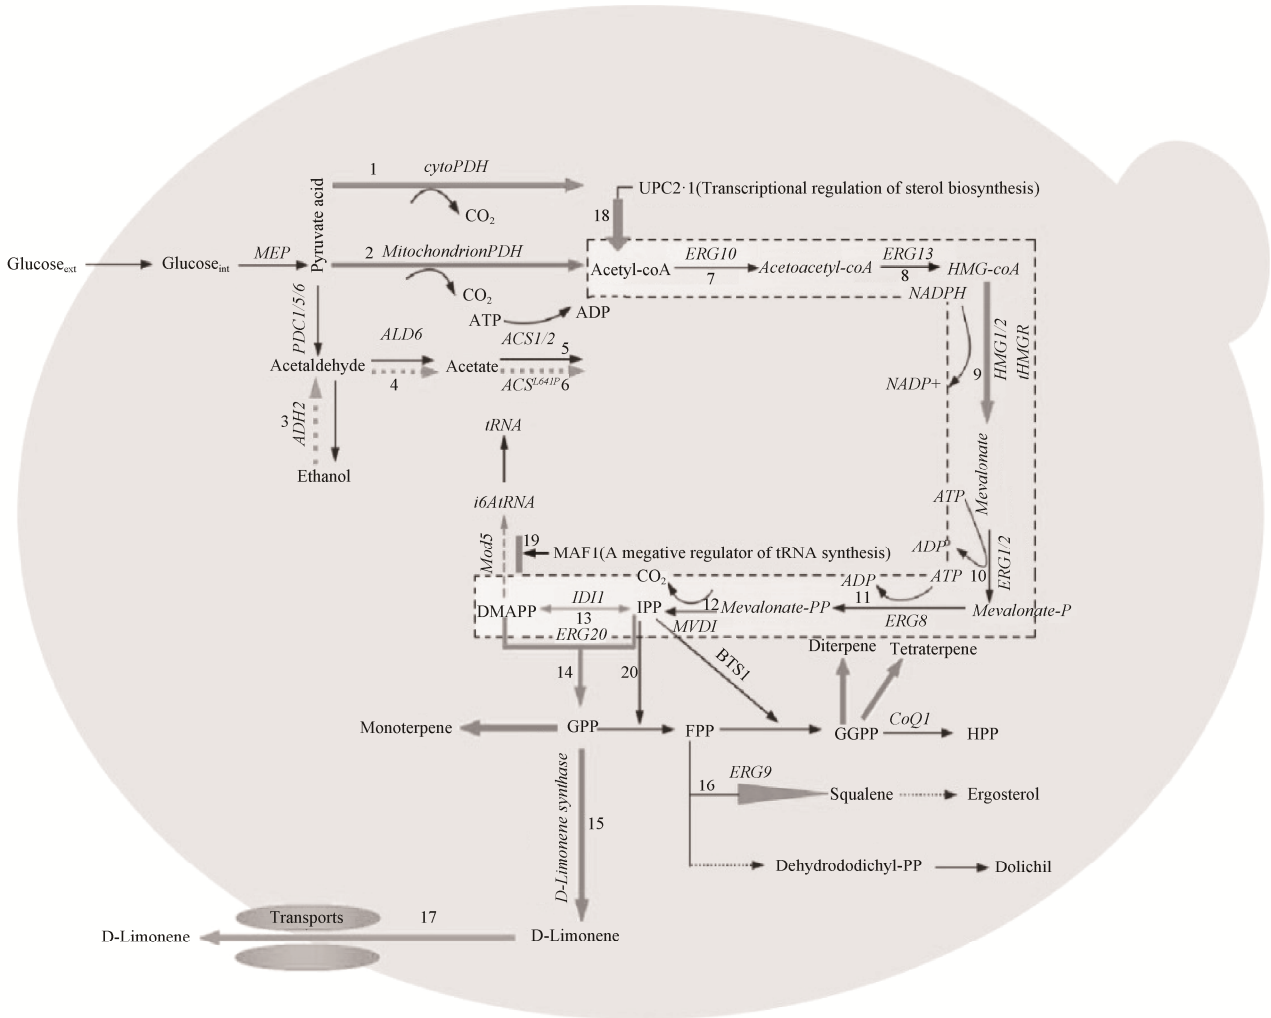 1 cytoPDH
CO2
UPC2·1(Transcriptional regulation of sterol biosynthesis)
18
Pyruvate acid
Glucoseext
Glucoseint
MEP
2 MitochondrionPDH
CO2
Acetyl-coA
ERG10
7
Acetoacetyl-coA
ERG13
8
HMG-coA
NADPH
HMG1/2
tHMGR
9
NADP+
ATP
ADP
PDC1/5/6
Acetaldehyde
ALD6
4
Acetate
ACS1/2
5
ACSL641P 6
3
ADH2
Ethanol
tRNA
i6AtRNA
Mod5
19
MAF1(A megative regulator of tRNA synthesis)
Mevalonate
ATP
ADP
10
ERG1/2
Mevalonate-P
ATP
ADP
11
ERG8
Mevalonate-PP
CO2
12
MVDI
IPP
IDI1
13
DMAPP
ERG20
14
20
BTS1
Diterpene
Tetraterpene
Monoterpene
GPP
FPP
GGPP
CoQ1
HPP
ERG9
16
Squalene
Ergosterol
D-Limonene synthase
15
Dehydrododichyl-PP
Dolichil
Transports
17
D-Limonene
D-Limonene